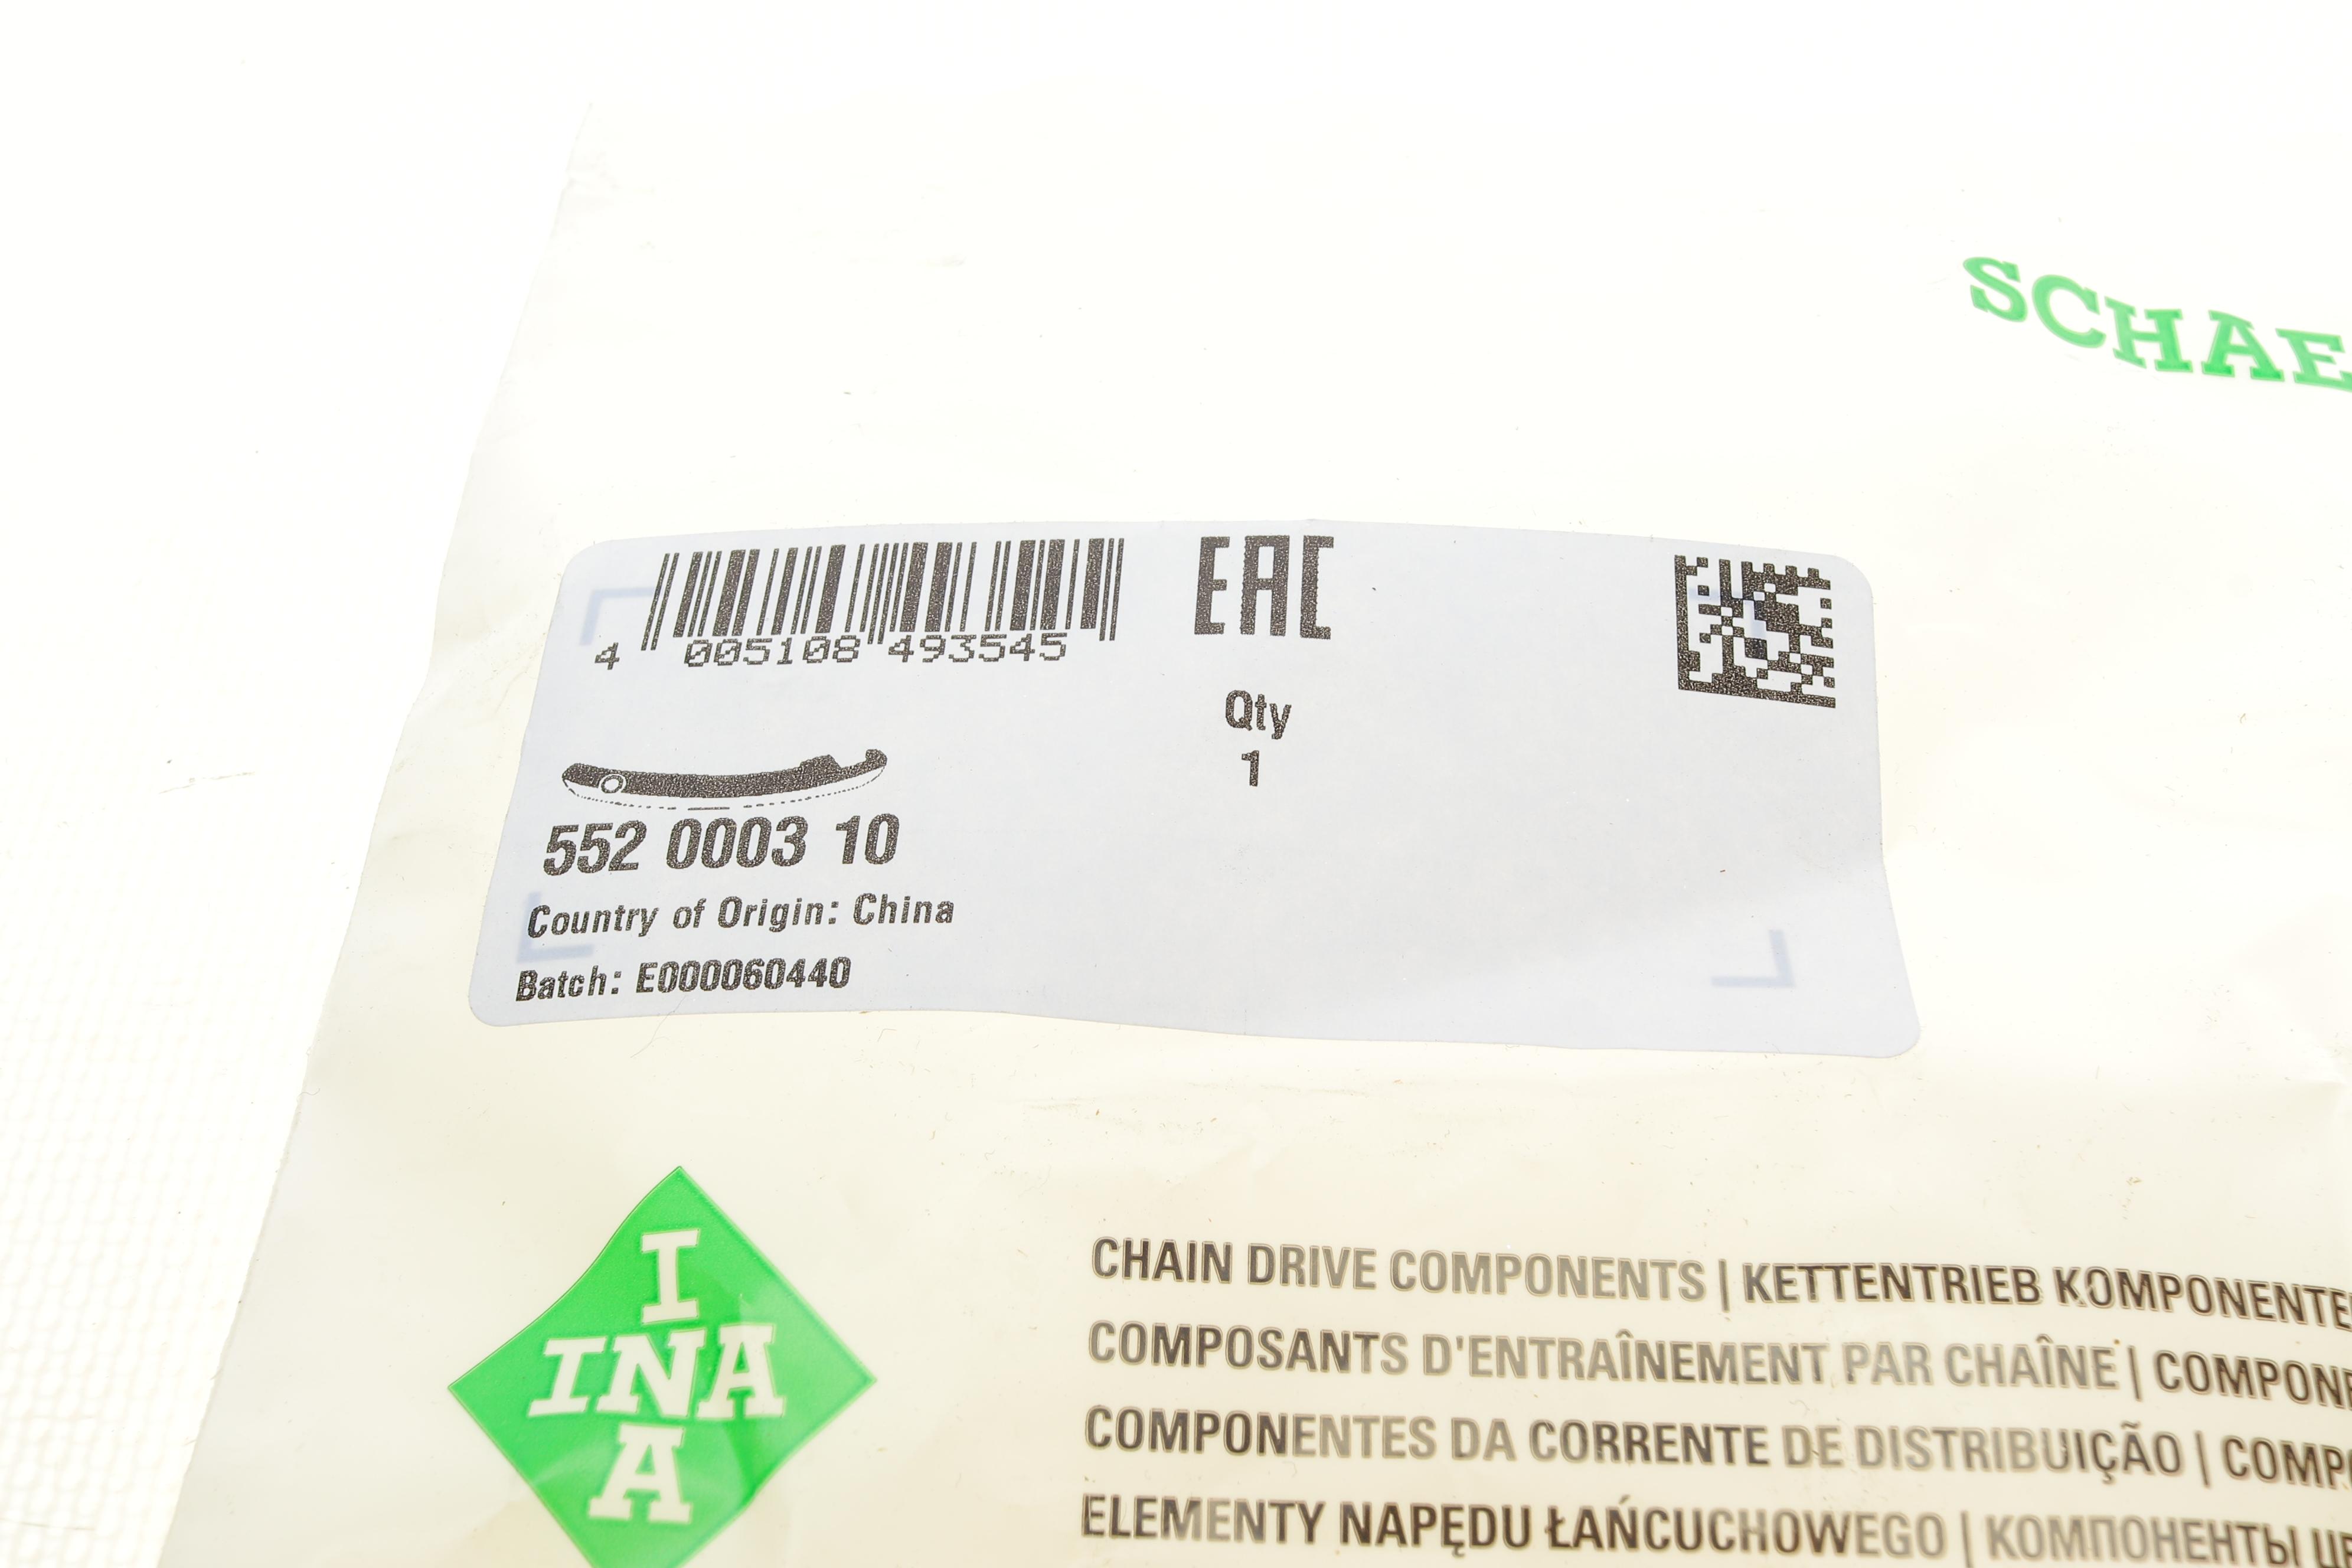 SCHAE
EAC
4 005108 493545
Qty
1
552 0003 10
Country of Origin: China
Batch: E000060440
I
INA
A
CHAIN DRIVE COMPONENTS | KETTENTRIEB KOMPONENTE
COMPOSANTS D'ENTRAÎNEMENT PAR CHAÎNE | COMPON
COMPONENTES DA CORRENTE DE DISTRIBUIÇÃO | COMP
ELEMENTY NAPĘDU ŁAŃCUCHOWEGO | КОМПОНЕНТЫ